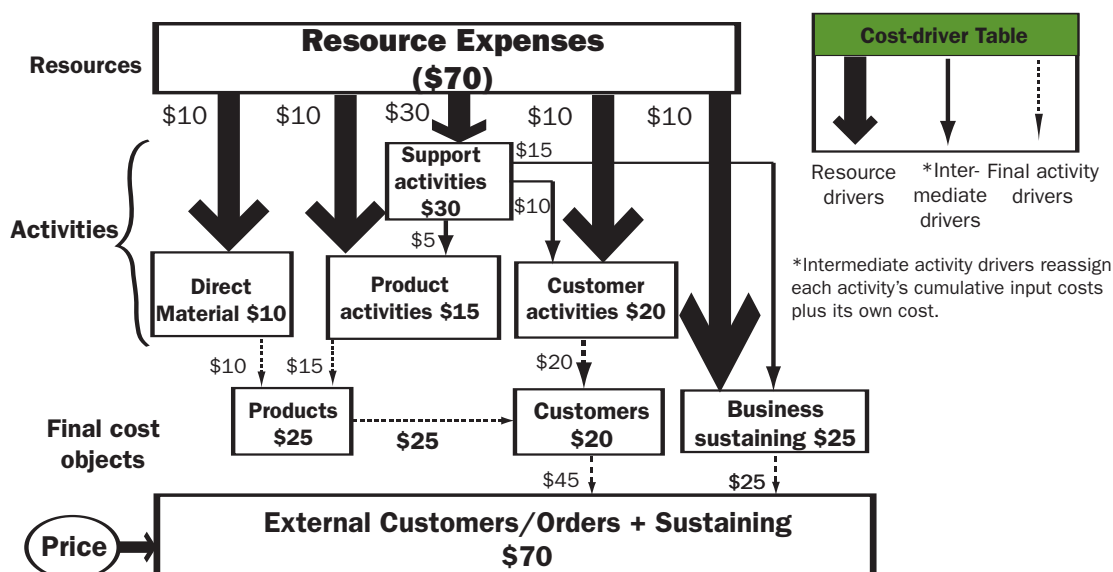 Resource Expenses
($70)
Resources
$10
$10
$30
$10
$10
Cost-driver Table
Resource
drivers
*Inter-
mediate
drivers
Final activity
drivers
*Intermediate activity drivers reassign
each activity's cumulative input costs
plus its own cost.
Activities
Support
activities
$30
$15
$10
$5
Direct
Material $10
Product
activities $15
Customer
activities $20
$10
$15
$20
Final cost
objects
Products
$25
$25
Customers
$20
Business
sustaining $25
$45
$25
Price
External Customers/Orders + Sustaining
$70